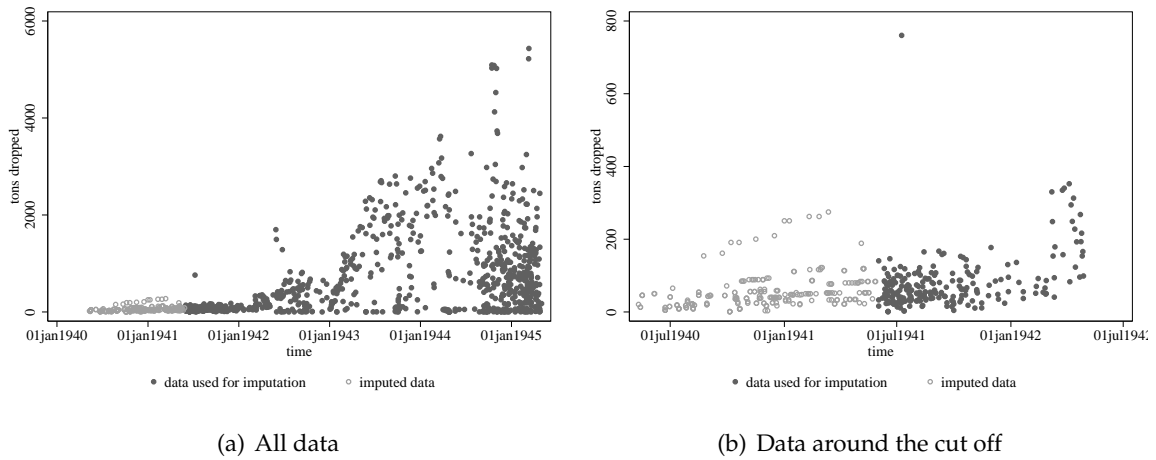 6000
4000
2000
0
tons dropped
01jan1940 01jan1941 01jan1942 01jan1943 01jan1944 01jan1945
time
data used for imputation imputed data
(a) All data
800
600
400
200
0
tons dropped
01jul1940 01jan1941 01jul1941 01jan1942 01jul1942
time
data used for imputation imputed data
(b) Data around the cut off